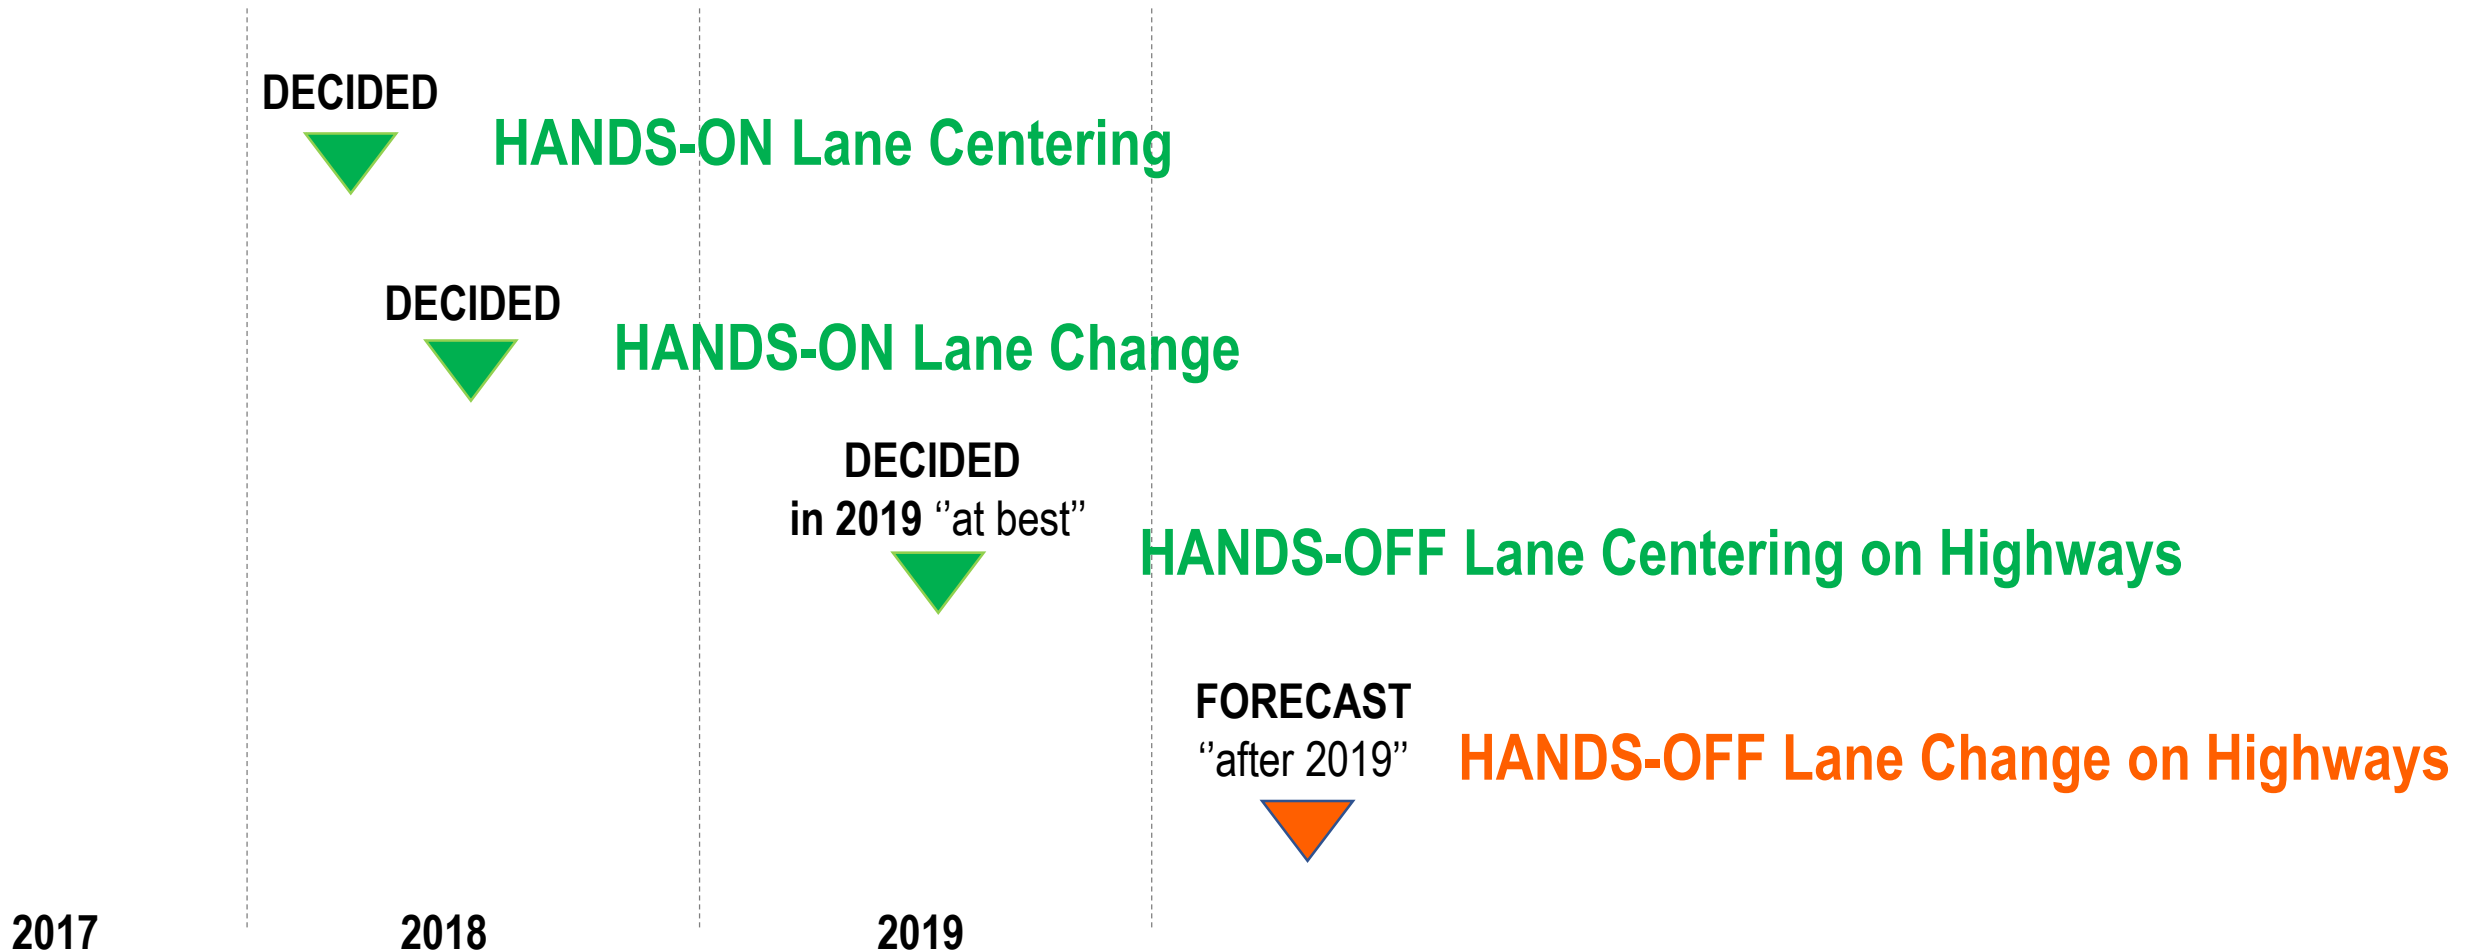 DECIDED
HANDS-ON Lane Centering
DECIDED
HANDS-ON Lane Change
DECIDED
in 2019 ‘’at best’’
HANDS-OFF Lane Centering on Highways
FORECAST
‘’after 2019’’
HANDS-OFF Lane Change on Highways
2017
2018
2019